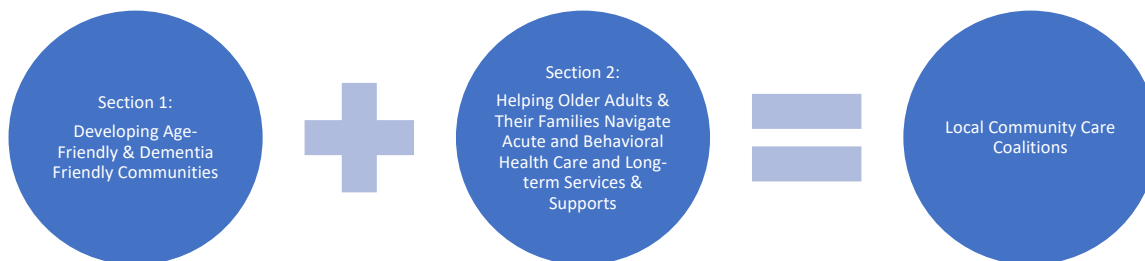 Section 1:
Developing Age-
Friendly & Dementia
Friendly Communities
Section 2:
Helping Older Adults &
Their Families Navigate
Acute and Behavioral
Health Care and Long-
term Services &
Supports
Local Community Care
Coalitions